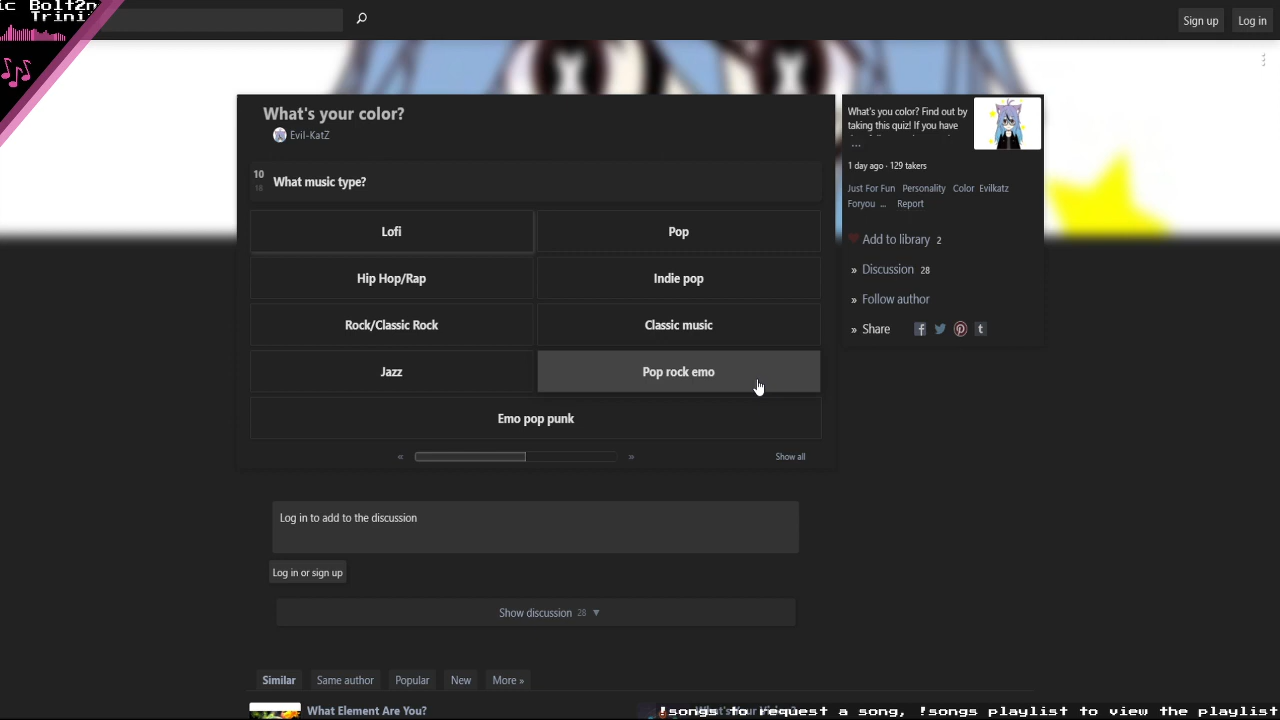 ic Bolt2n
Trini
Sign up
Log in
What's your color?
Evil-KatZ
10
18
What music type?
Lofi
Pop
Hip Hop/Rap
Indie pop
Rock/Classic Rock
Classic music
Jazz
Pop rock emo
Emo pop punk
« »
Show all
What's you color? Find out by
taking this quiz! If you have
...
1 day ago · 129 takers
Just For Fun Personality Color Evilkatz
Foryou ... Report
Add to library 2
» Discussion 28
» Follow author
» Share
Log in to add to the discussion
Log in or sign up
Show discussion 28 ▼
Similar Same author Popular New More »
What Element Are You?
!songs to request a song, !songs playlist to view the playlist